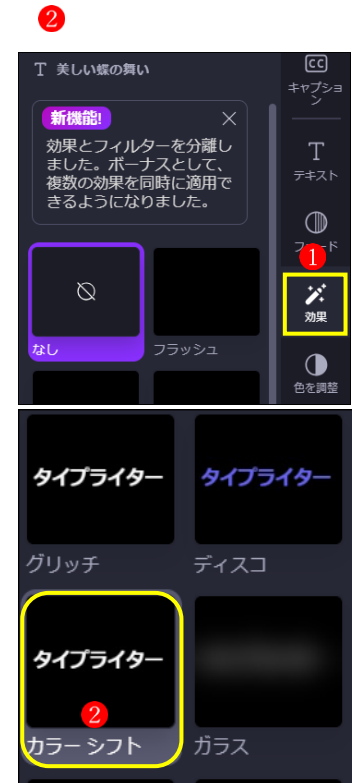 2
T 美しい蝶の舞い
CC
キャプション
新機能!
効果とフィルターを分離し
ました。ボーナスとして、
複数の効果を同時に適用で
きるようになりました。
T
テキスト
1
効果
なし
フラッシュ
色を調整
タイプライター
タイプライター
グリッチ
ディスコ
タイプライター
2
カラー シフト
ガラス